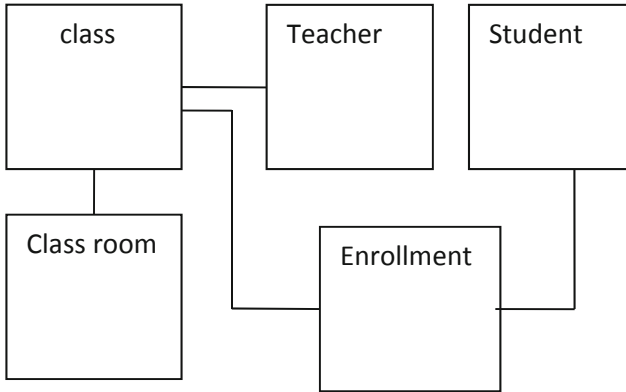 class
Teacher
Student
Class room
Enrollment